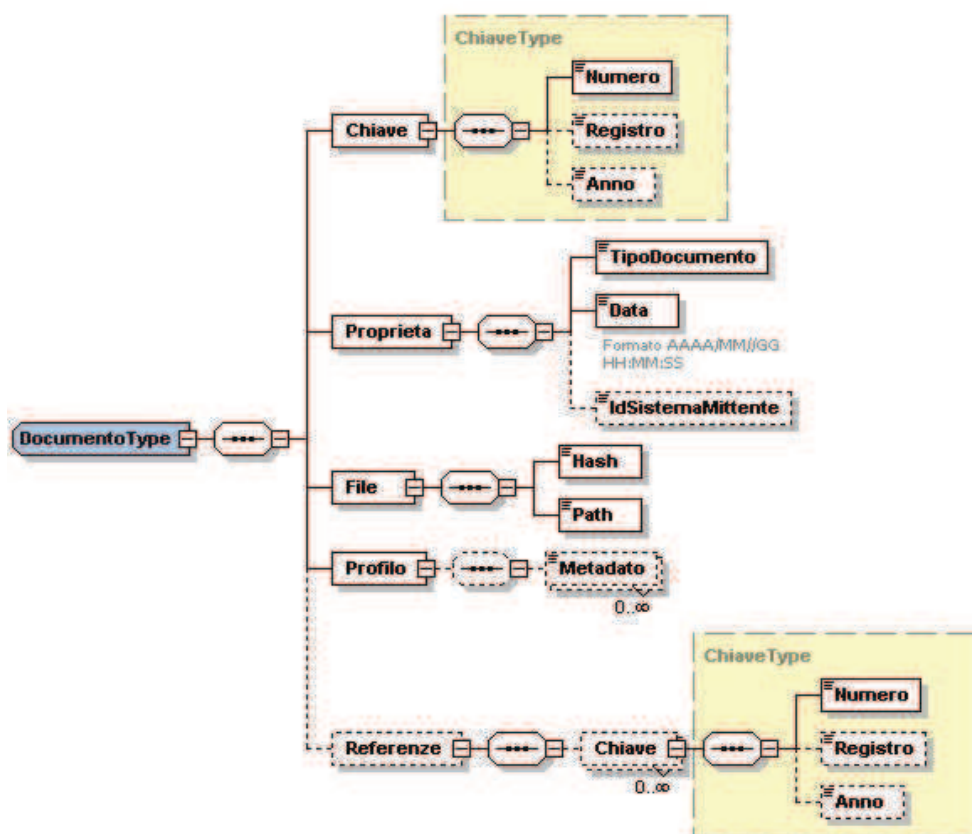 ChiaveType
Numero
Chiave
Registro
Anno
TipoDocumento
Data
Proprieta
Formato AAAA/MM//GG
HH:MM:SS
IdSistemaMittente
DocumentoType
Hash
File
Path
Profilo
Metadato
0..∞
ChiaveType
Numero
Referenze
Chiave
Registro
0..∞
Anno